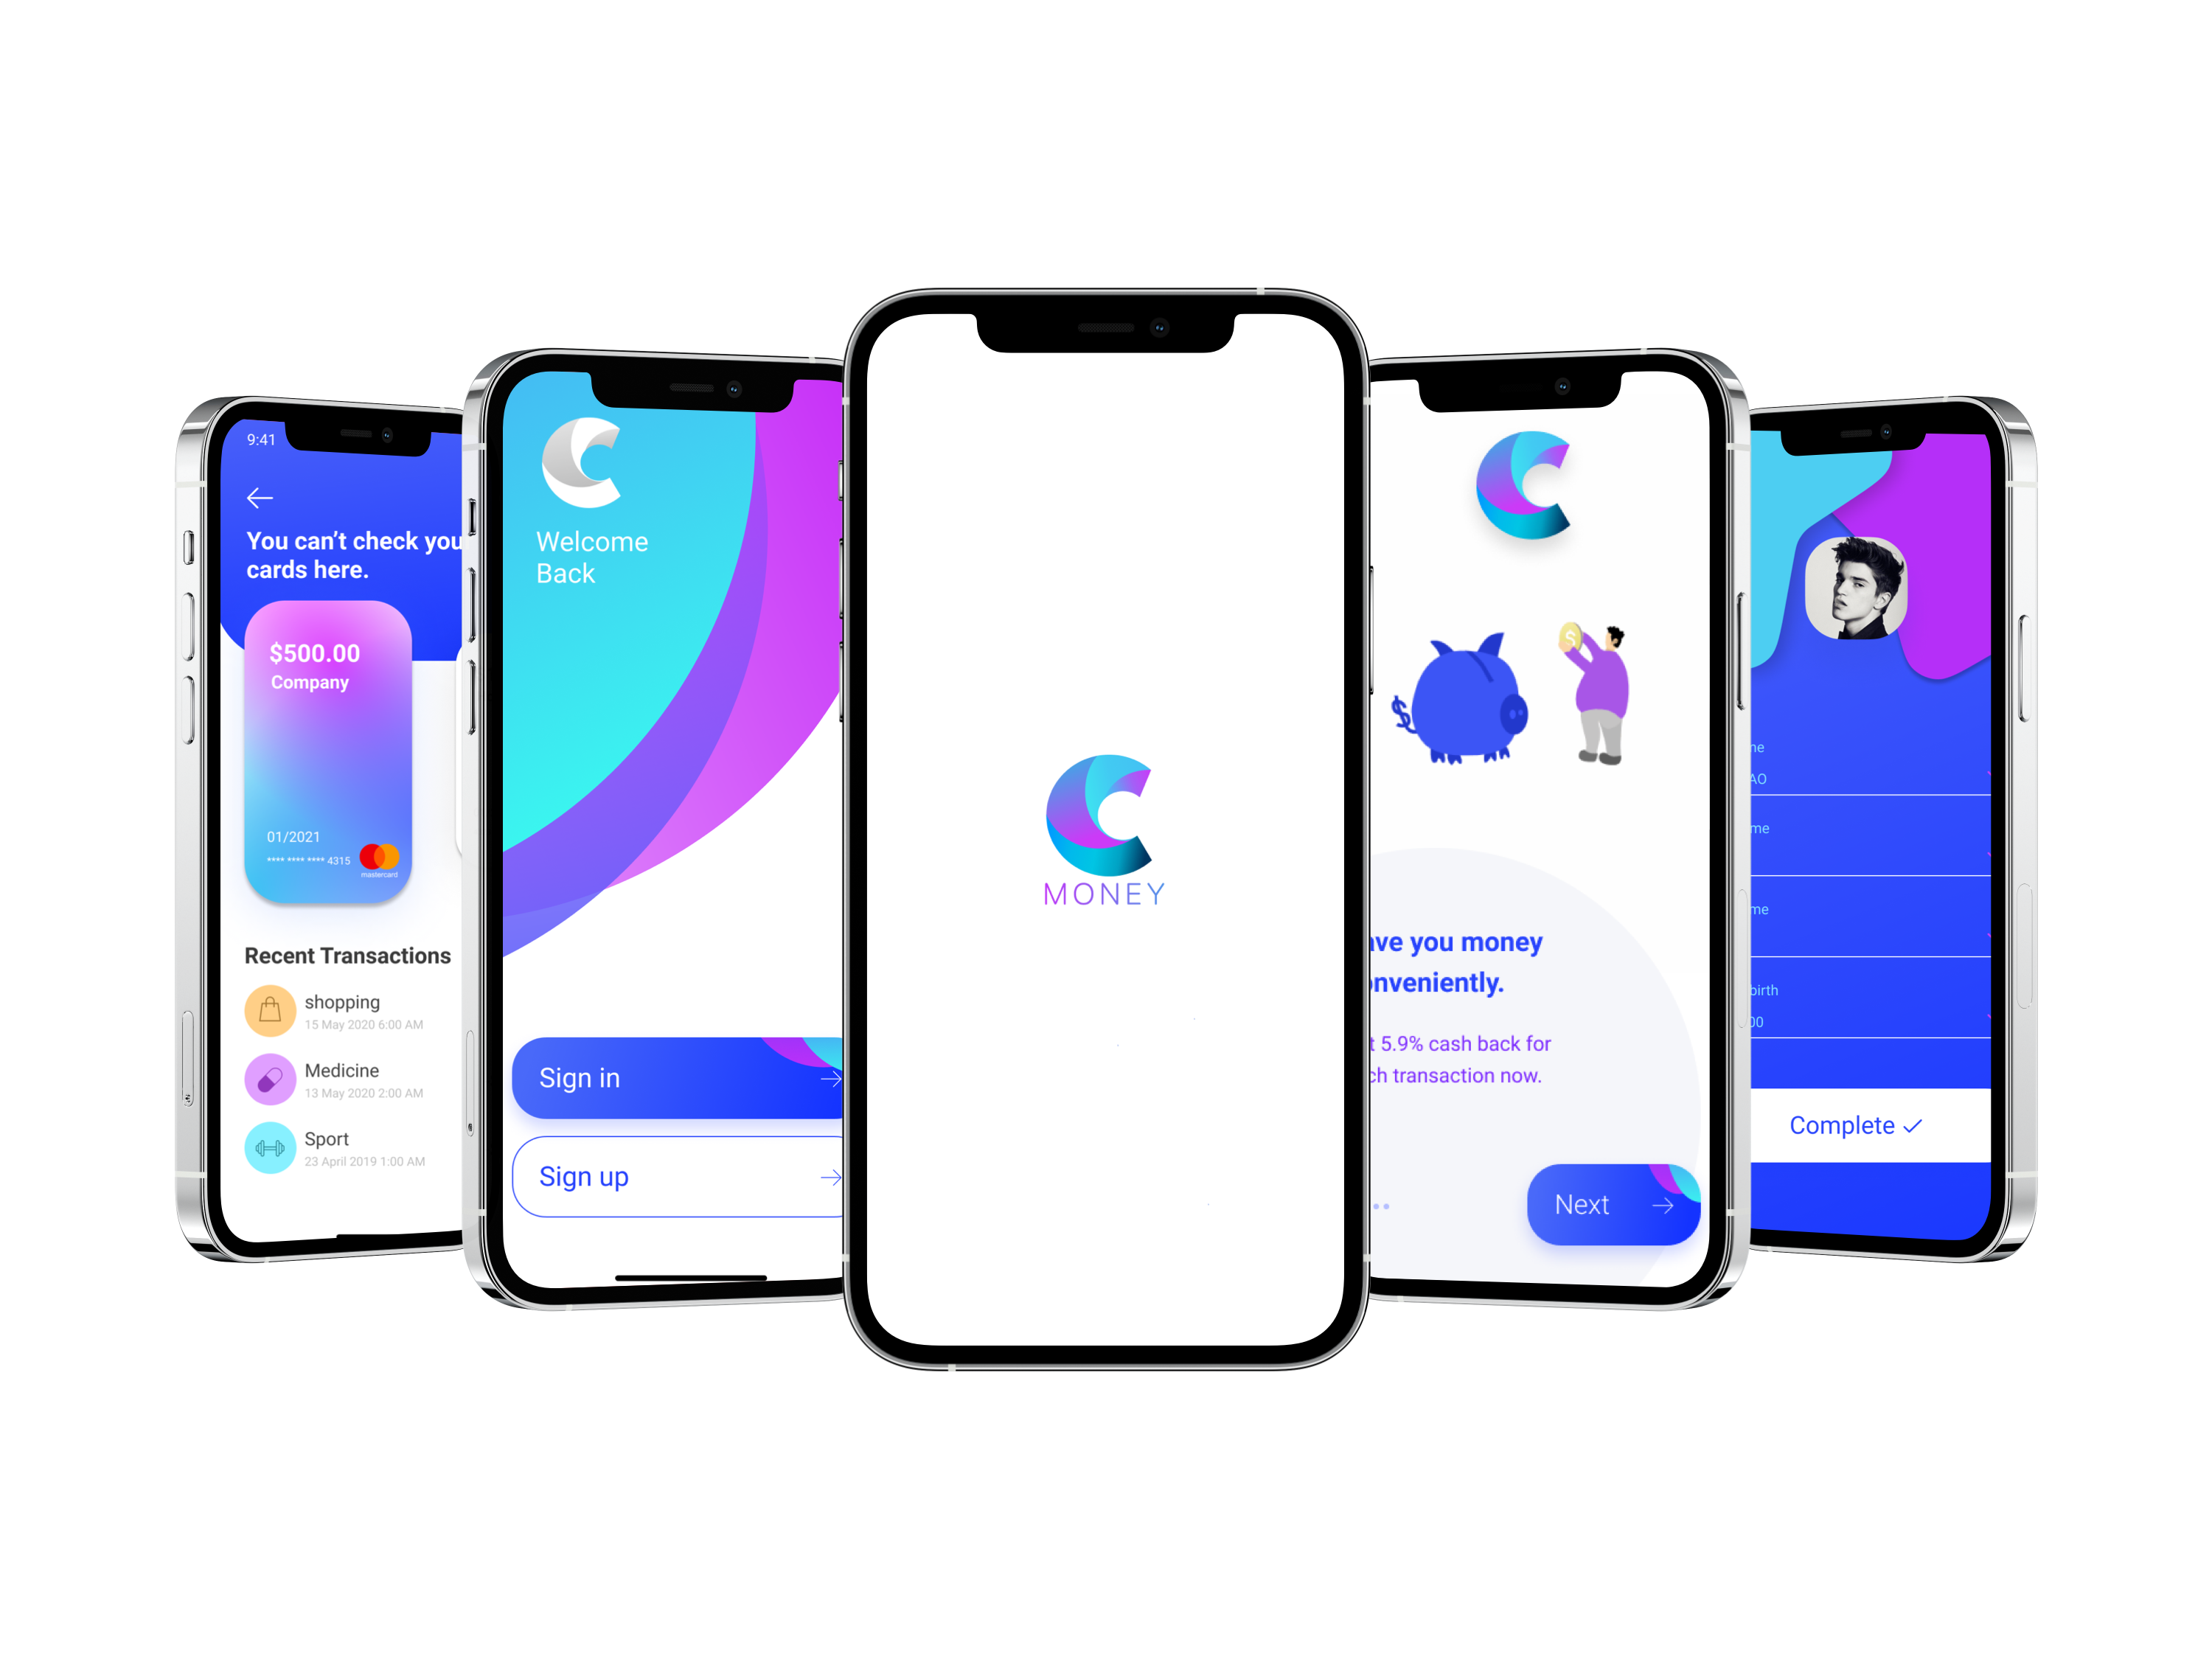 9:41
You can’t check you
cards here.
$500.00
Company
01/2021
**** **** **** 4315
mastercard
Recent Transactions
shopping
15 May 2020 6:00 AM
Medicine
13 May 2020 2:00 AM
Sport
23 April 2019 1:00 AM
Welcome
Back
Sign in
Sign up
C
MONEY
ave you money
onveniently.
t 5.9% cash back for
ch transaction now.
Next
ne
AO
me
me
birth
00
Complete